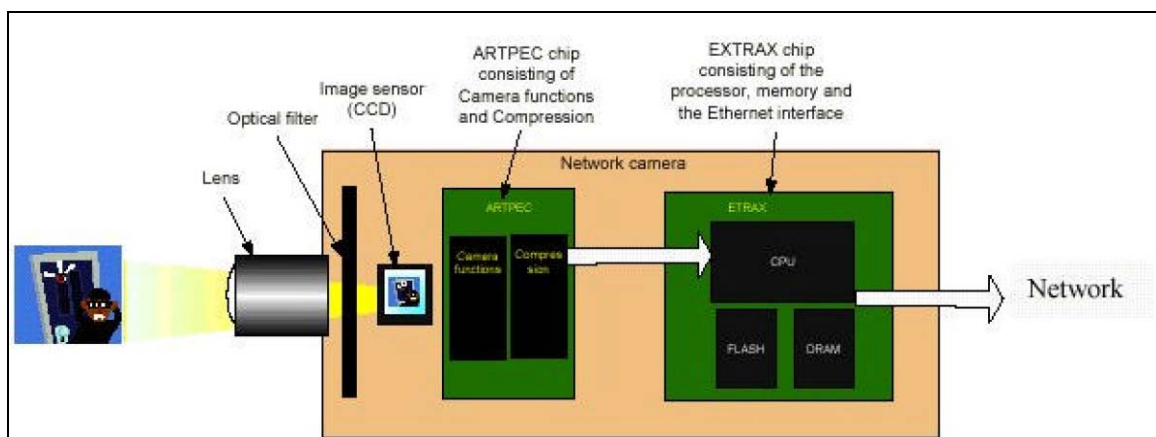 ARTPEC chip
consisting of
Camera functions
and Compression
EXTRAX chip
consisting of the
processor, memory and
the Ethernet interface
Image sensor
(CCD)
Optical filter
Lens
Network camera
ARTPEC
Camera
functions
Compres
sion
ETRAX
CPU
FLASH
DRAM
Network